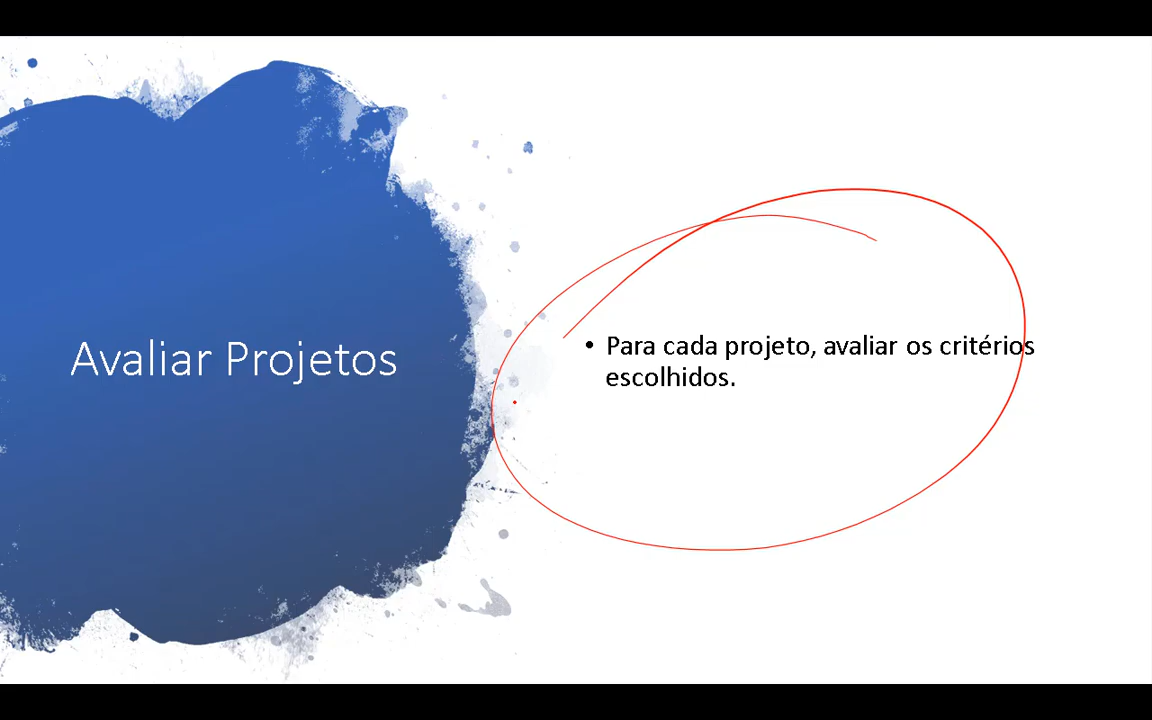 Avaliar Projetos
• Para cada projeto, avaliar os critérios
escolhidos.